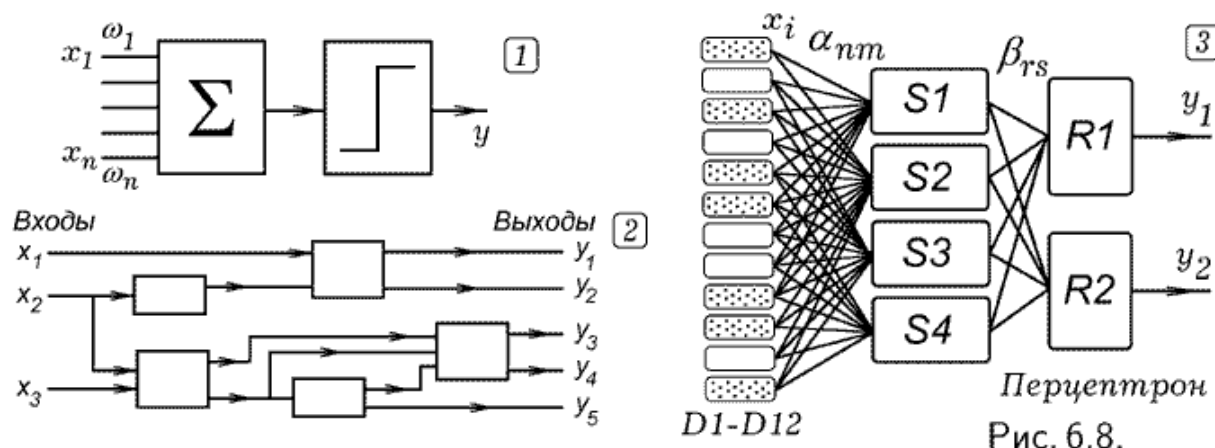 ω1
x1
Σ
xn
ωn
y
1
Входы
Выходы
2
x1
x2
x3
y1
y2
y3
y4
y5
xi
αnm
βrs
3
S1
S2
S3
S4
R1
R2
y1
y2
D1-D12
Перцептрон
Рис. 6.8.